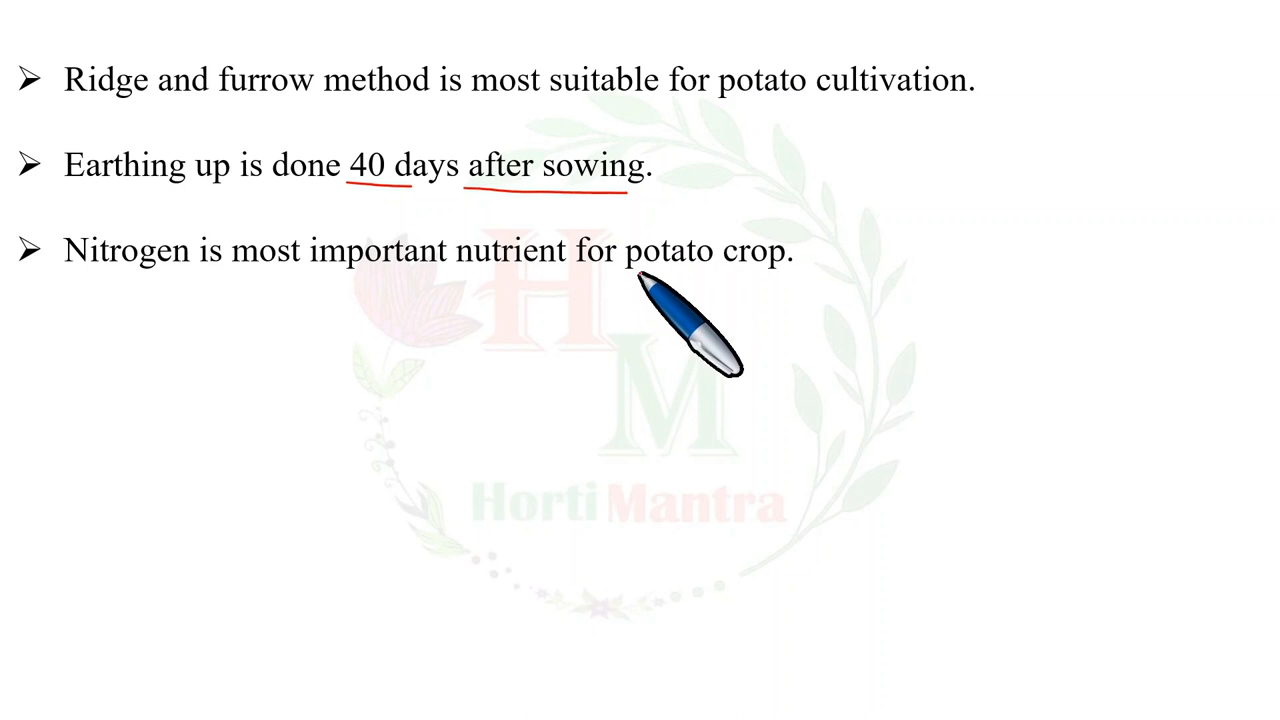 ➢ Ridge and furrow method is most suitable for potato cultivation.
➢ Earthing up is done 40 days after sowing.
➢ Nitrogen is most important nutrient for potato crop.
H
M
Horti Mantra